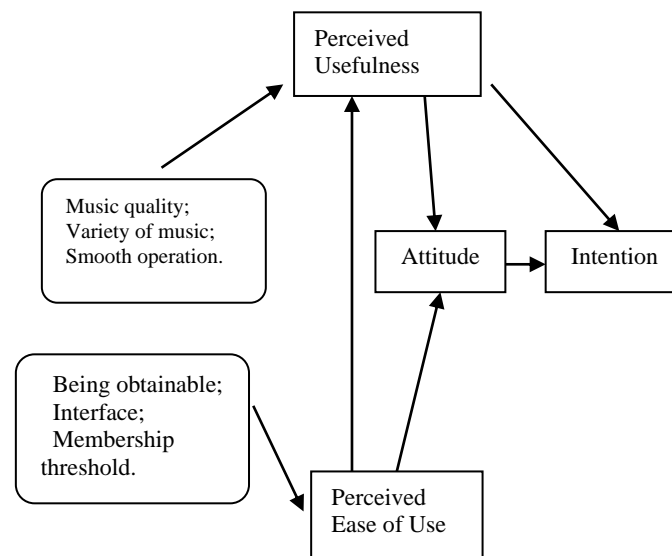 Perceived
Usefulness
Music quality;
Variety of music;
Smooth operation.
Attitude
Intention
Being obtainable;
Interface;
Membership
threshold.
Perceived
Ease of Use